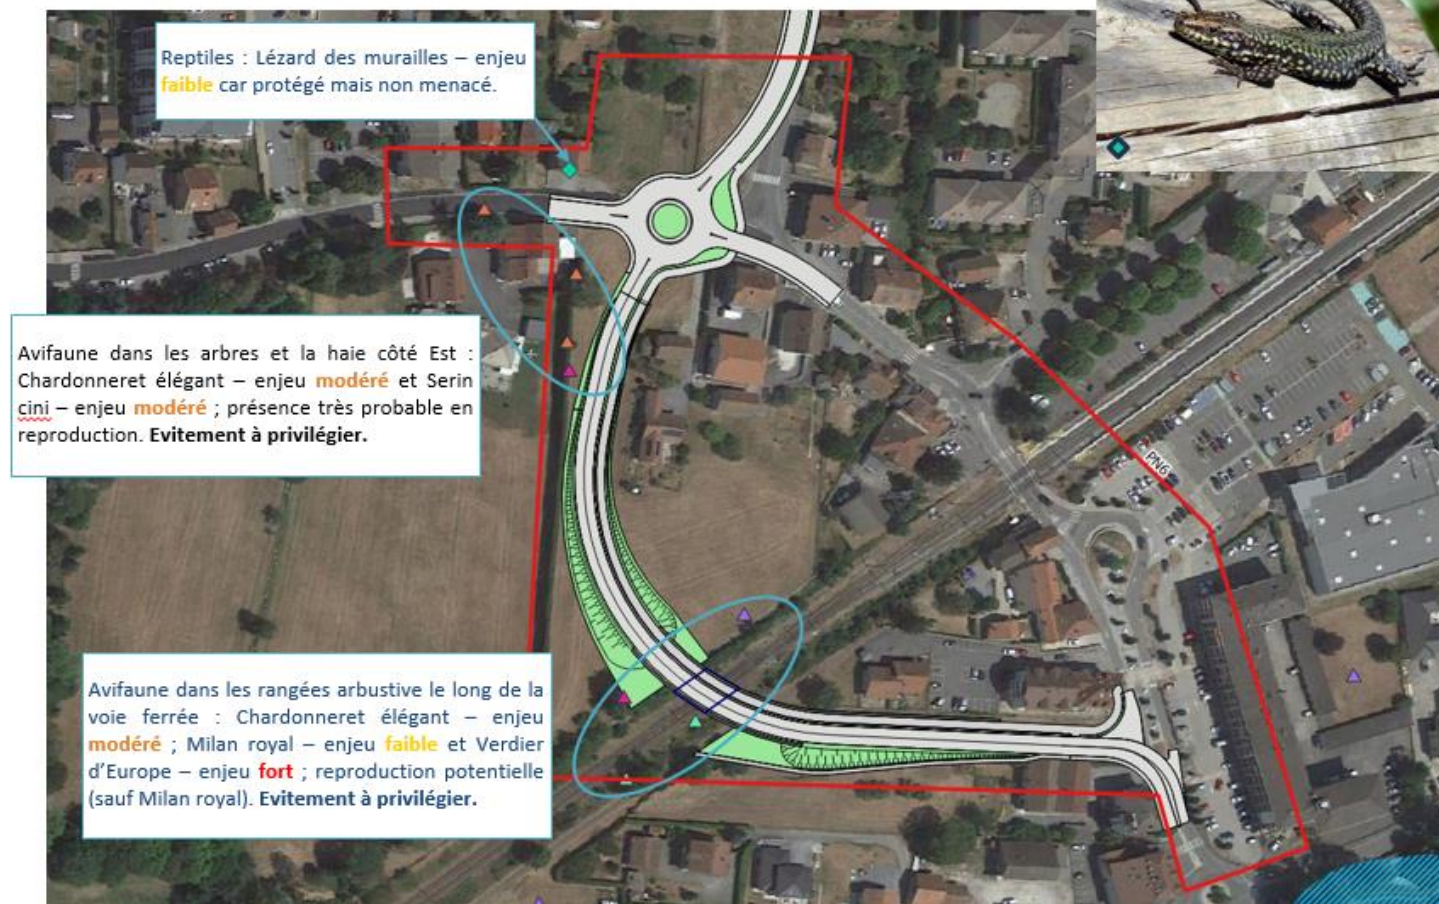 Reptiles : Lézard des murailles – enjeu
faible car protégé mais non menacé.
Avifaune dans les arbres et la haie côté Est :
Chardonneret élégant – enjeu modéré et Serin
cini – enjeu modéré ; présence très probable en
reproduction. Evitement à privilégier.
PN6
Avifaune dans les rangées arbustive le long de la
voie ferrée : Chardonneret élégant – enjeu
modéré ; Milan royal – enjeu faible et Verdier
d’Europe – enjeu fort ; reproduction potentielle
(sauf Milan royal). Evitement à privilégier.